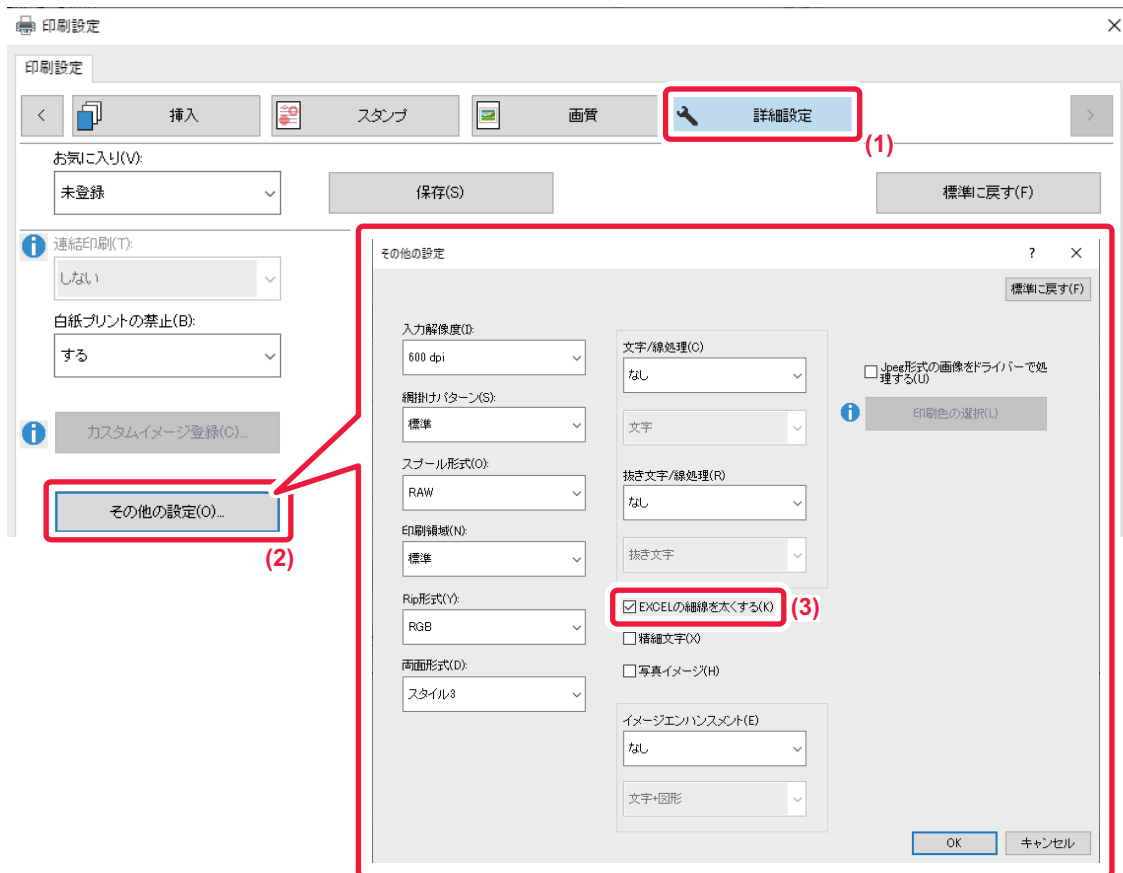 印刷設定
印刷設定
挿入
スタンプ
画質
詳細設定
(1)
お気に入り(V):
未登録
保存(S)
標準に戻す(F)
連結印刷(T):
しない
白紙プリントの禁止(B):
する
カスタムイメージ登録(C)...
その他の設定(O)...
(2)
その他の設定
?
標準に戻す(F)
入力解像度(I):
600 dpi
網掛けパターン(S):
標準
スプール形式(O):
RAW
印刷領域(N):
標準
Rip形式(Y):
RGB
両面形式(D):
スタイル3
文字/線処理(C)
なし
文字
抜き文字/線処理(R)
なし
抜き文字
EXCELの細線を太くする(K)
(3)
精細文字(X)
写真イメージ(H)
イメージエンハンスメント(E)
なし
文字+図形
Jpeg形式の画像をドライバーで処
理する(U)
印刷色の選択(L)
OK
キャンセル